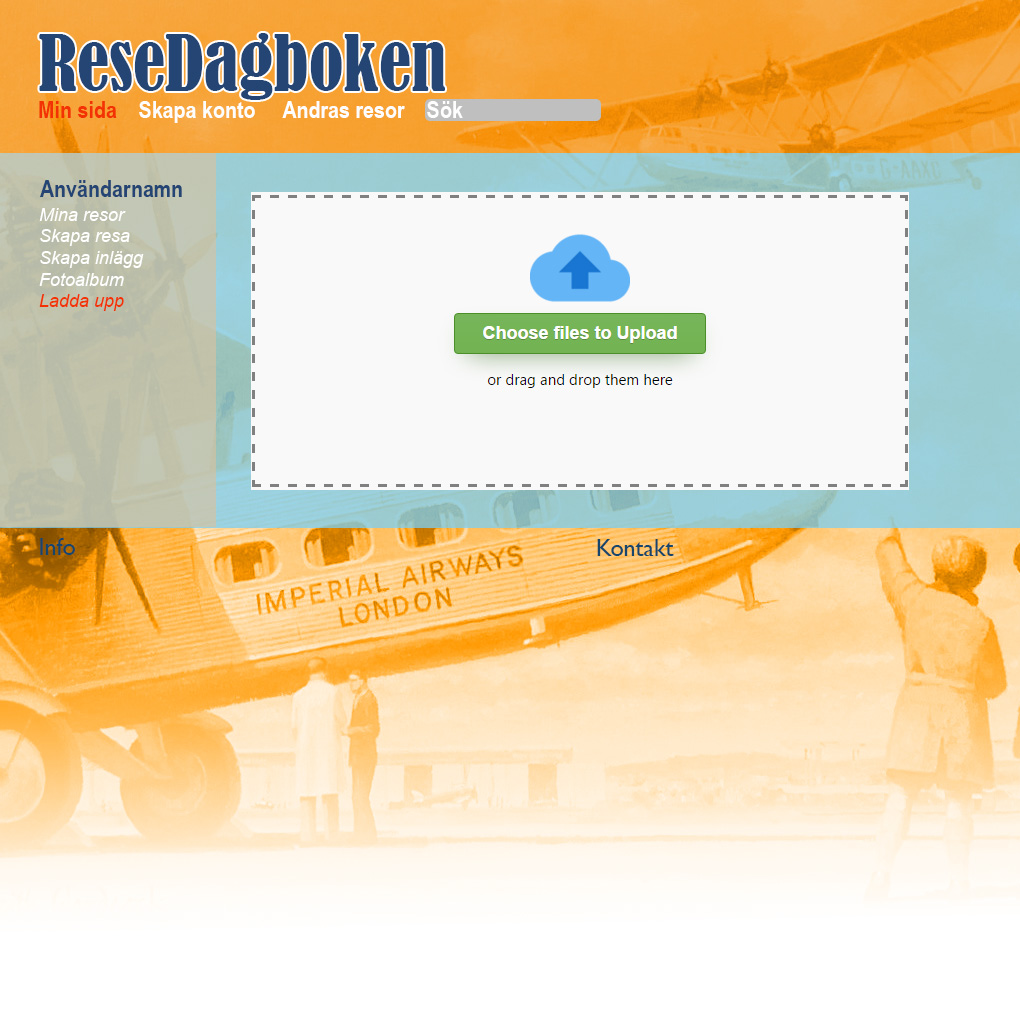 ReseDagboken
Min sida Skapa konto Andras resor Sök
G-AAXC
Användarnamn
Mina resor
Skapa resa
Skapa inlägg
Fotoalbum
Ladda upp
Choose files to Upload
or drag and drop them here
Info Kontakt
IMPERIAL AIRWAYS
LONDON